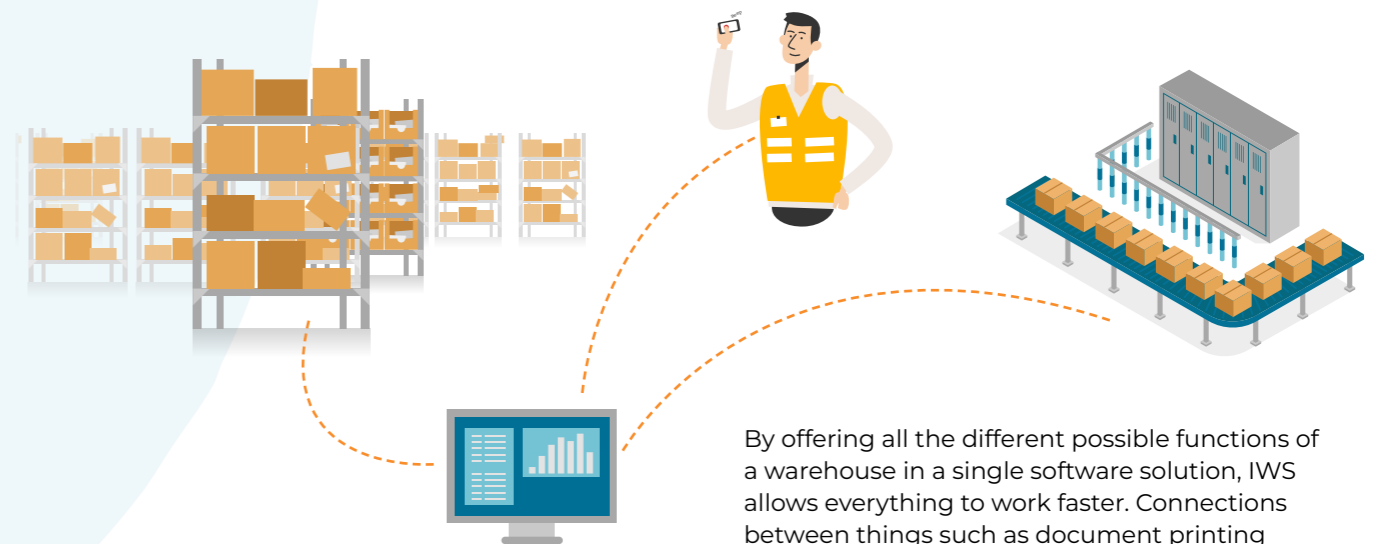 By offering all the different possible functions of
a warehouse in a single software solution, IWS
allows everything to work faster. Connections
between things such as document printing